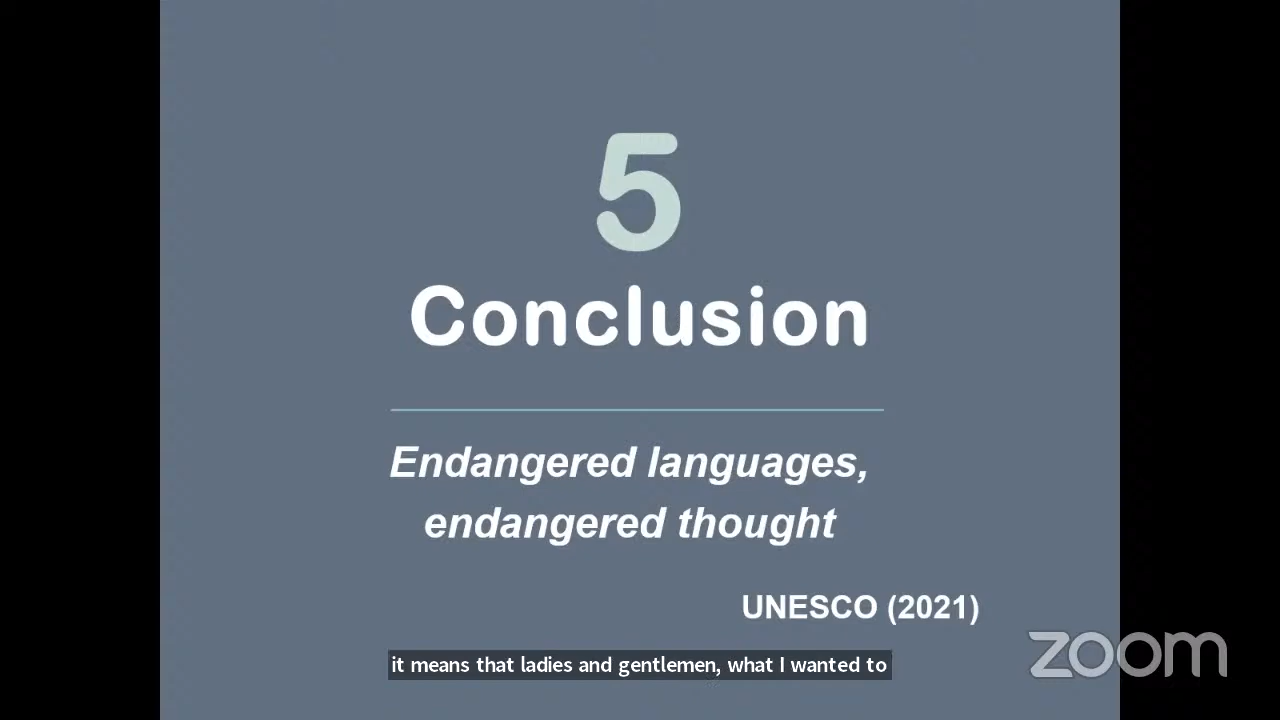 5
Conclusion
Endangered languages,
endangered thought
UNESCO (2021)
it means that ladies and gentlemen, what I wanted to
zoom